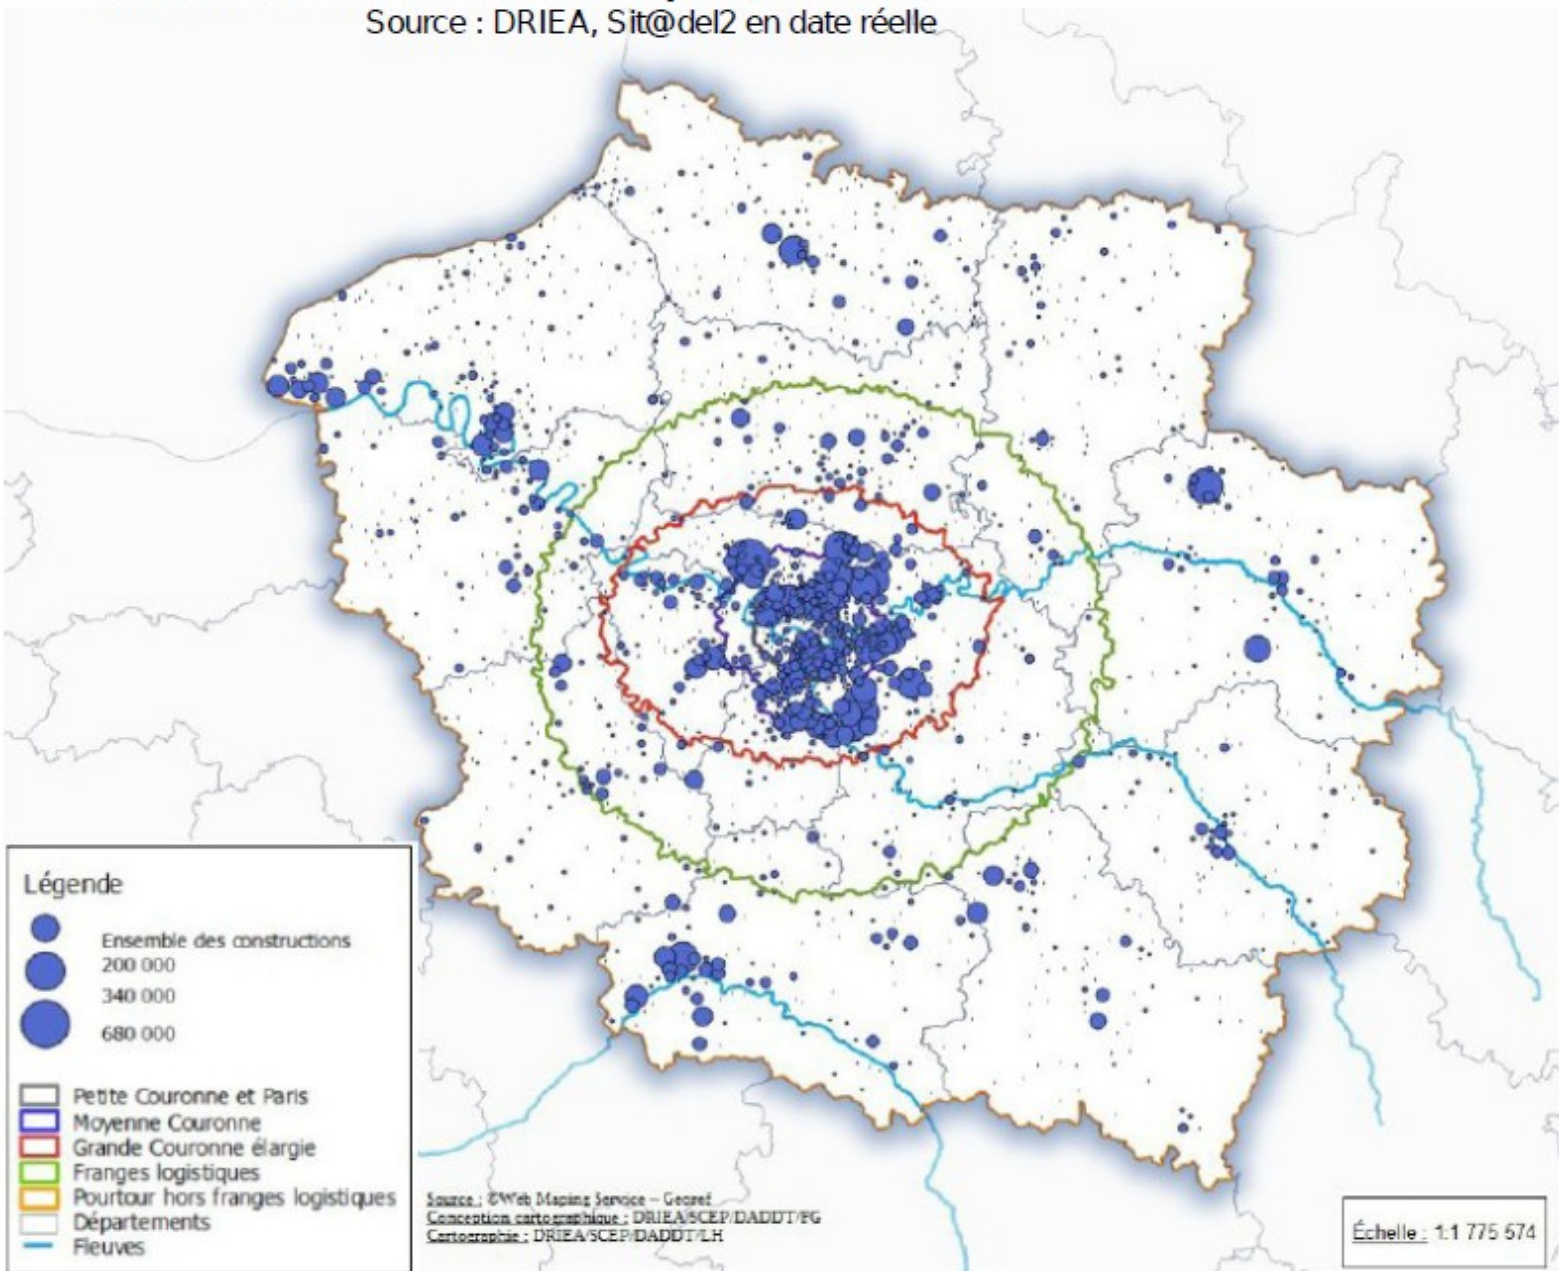 Source : DRIEA, Sit@del2 en date réelle
Légende
Ensemble des constructions
200 000
340 000
680 000
Petite Couronne et Paris
Moyenne Couronne
Grande Couronne élargie
Franges logistiques
Pourtour hors franges logistiques
Départements
Fleuves
Source : ©Web Maping Service – Georef
Conception cartographique : DRIEA/SCEP/DADDT/FG
Cartographie : DRIEA/SCEP/DADDT/LH
Échelle : 1:1 775 574